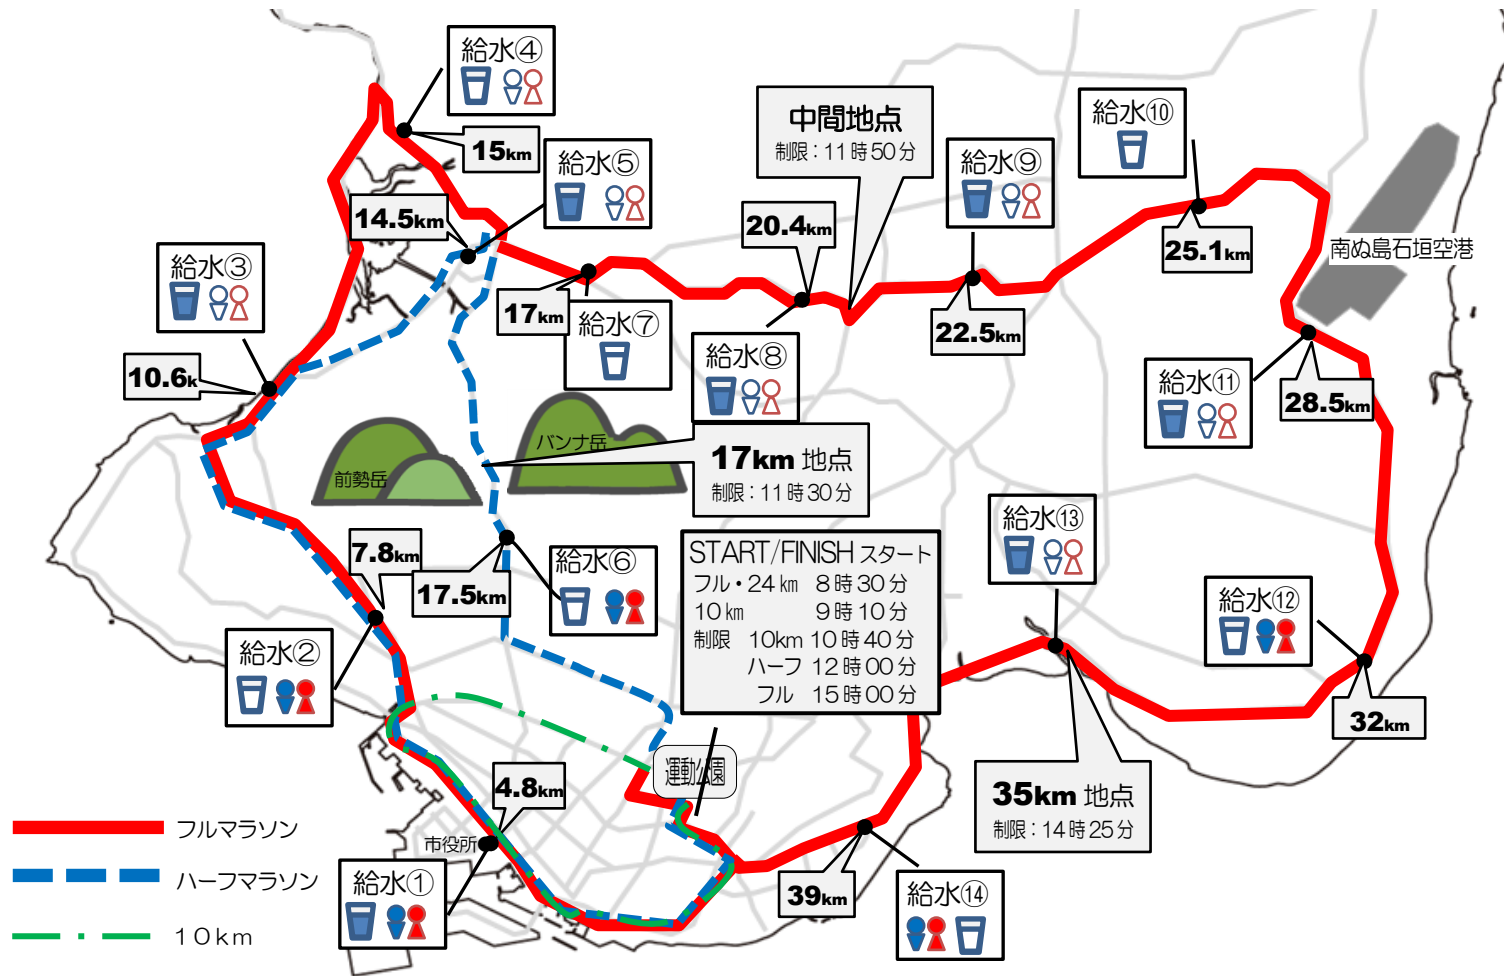 給水④
15km
給水⑤
14.5km
給水③
10.6k
中間地点
制限：11時50分
給水⑩
給水⑨
20.4km
25.1km
南ぬ島石垣空港
17km
給水⑦
給水⑧
22.5km
給水⑪
28.5km
前勢岳
バンナ岳
17km 地点
制限：11時30分
給水⑬
7.8km
17.5km
給水⑥
給水②
START/FINISH スタート
フル・24㎞ 8時30分
10㎞ 9時10分
制限 10km 10時40分
ハーフ 12時00分
フル 15時00分
給水⑫
32km
運動公園
35km 地点
制限：14時25分
4.8km
市役所
給水①
39km
給水⑭
フルマラソン
ハーフマラソン
10km